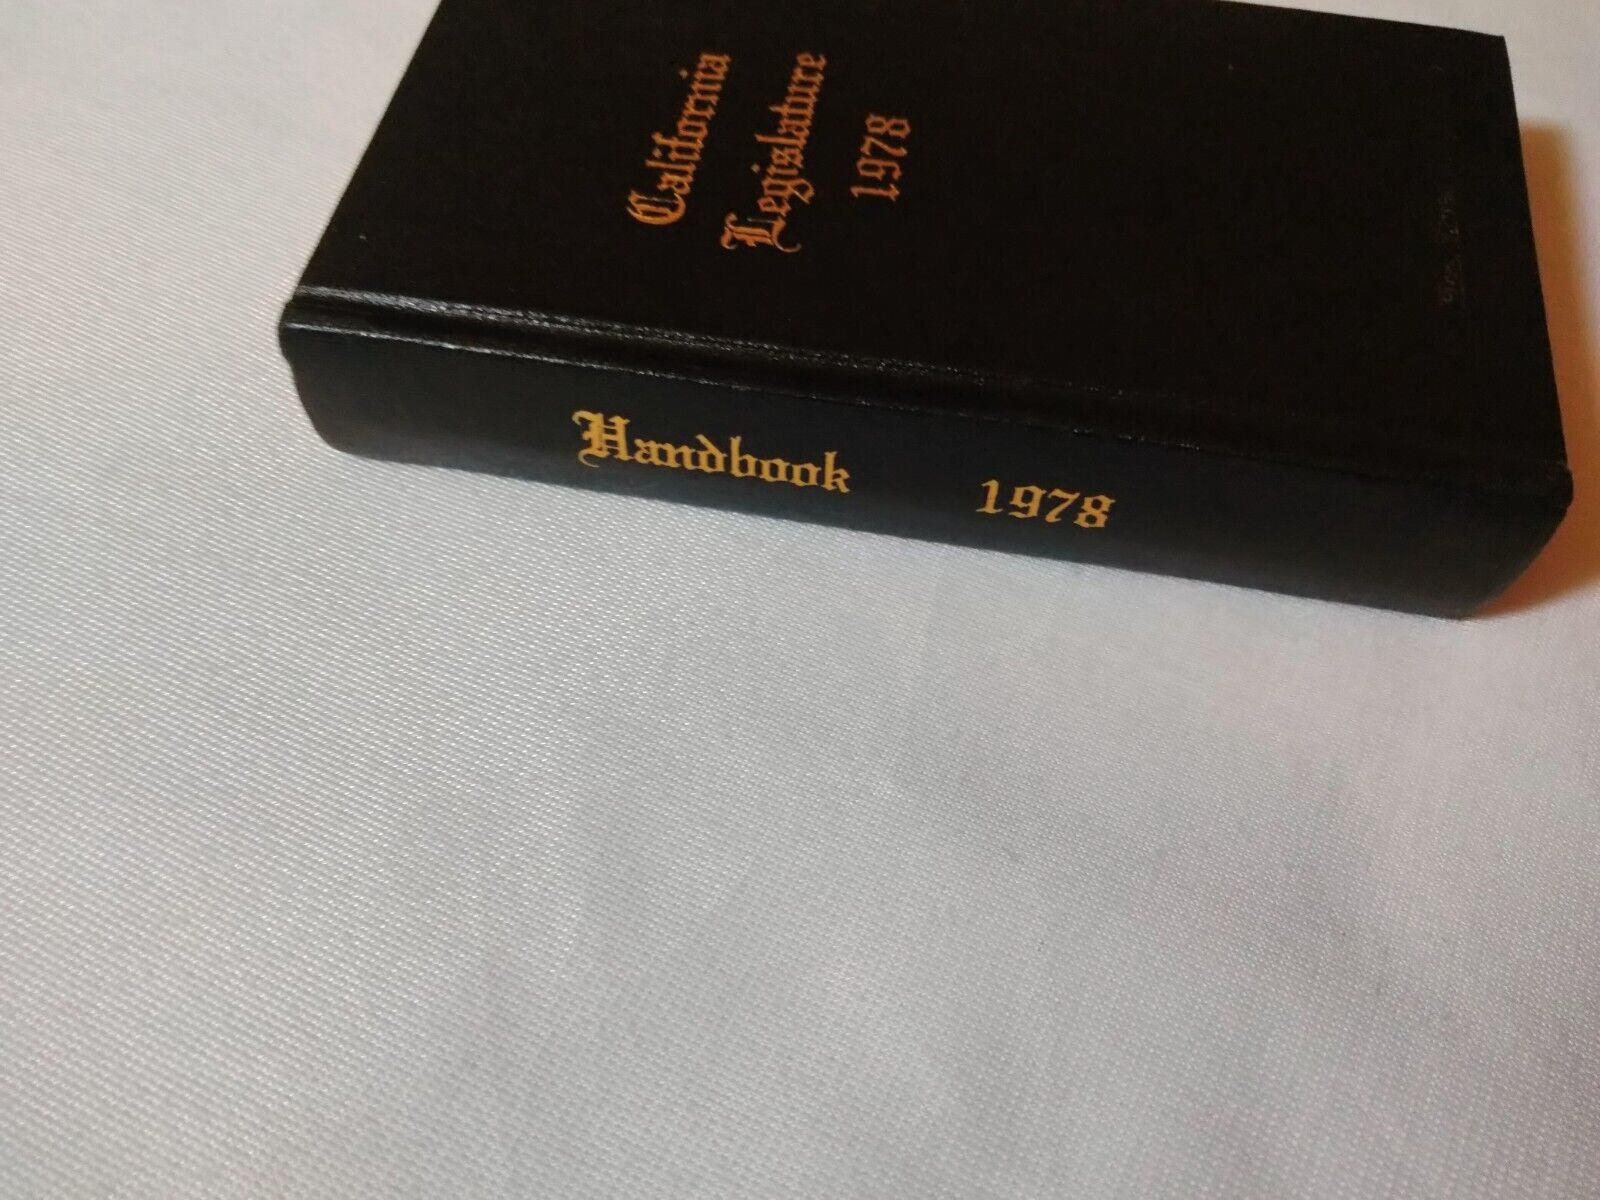 California
Legislature
1978
Handbook 1978